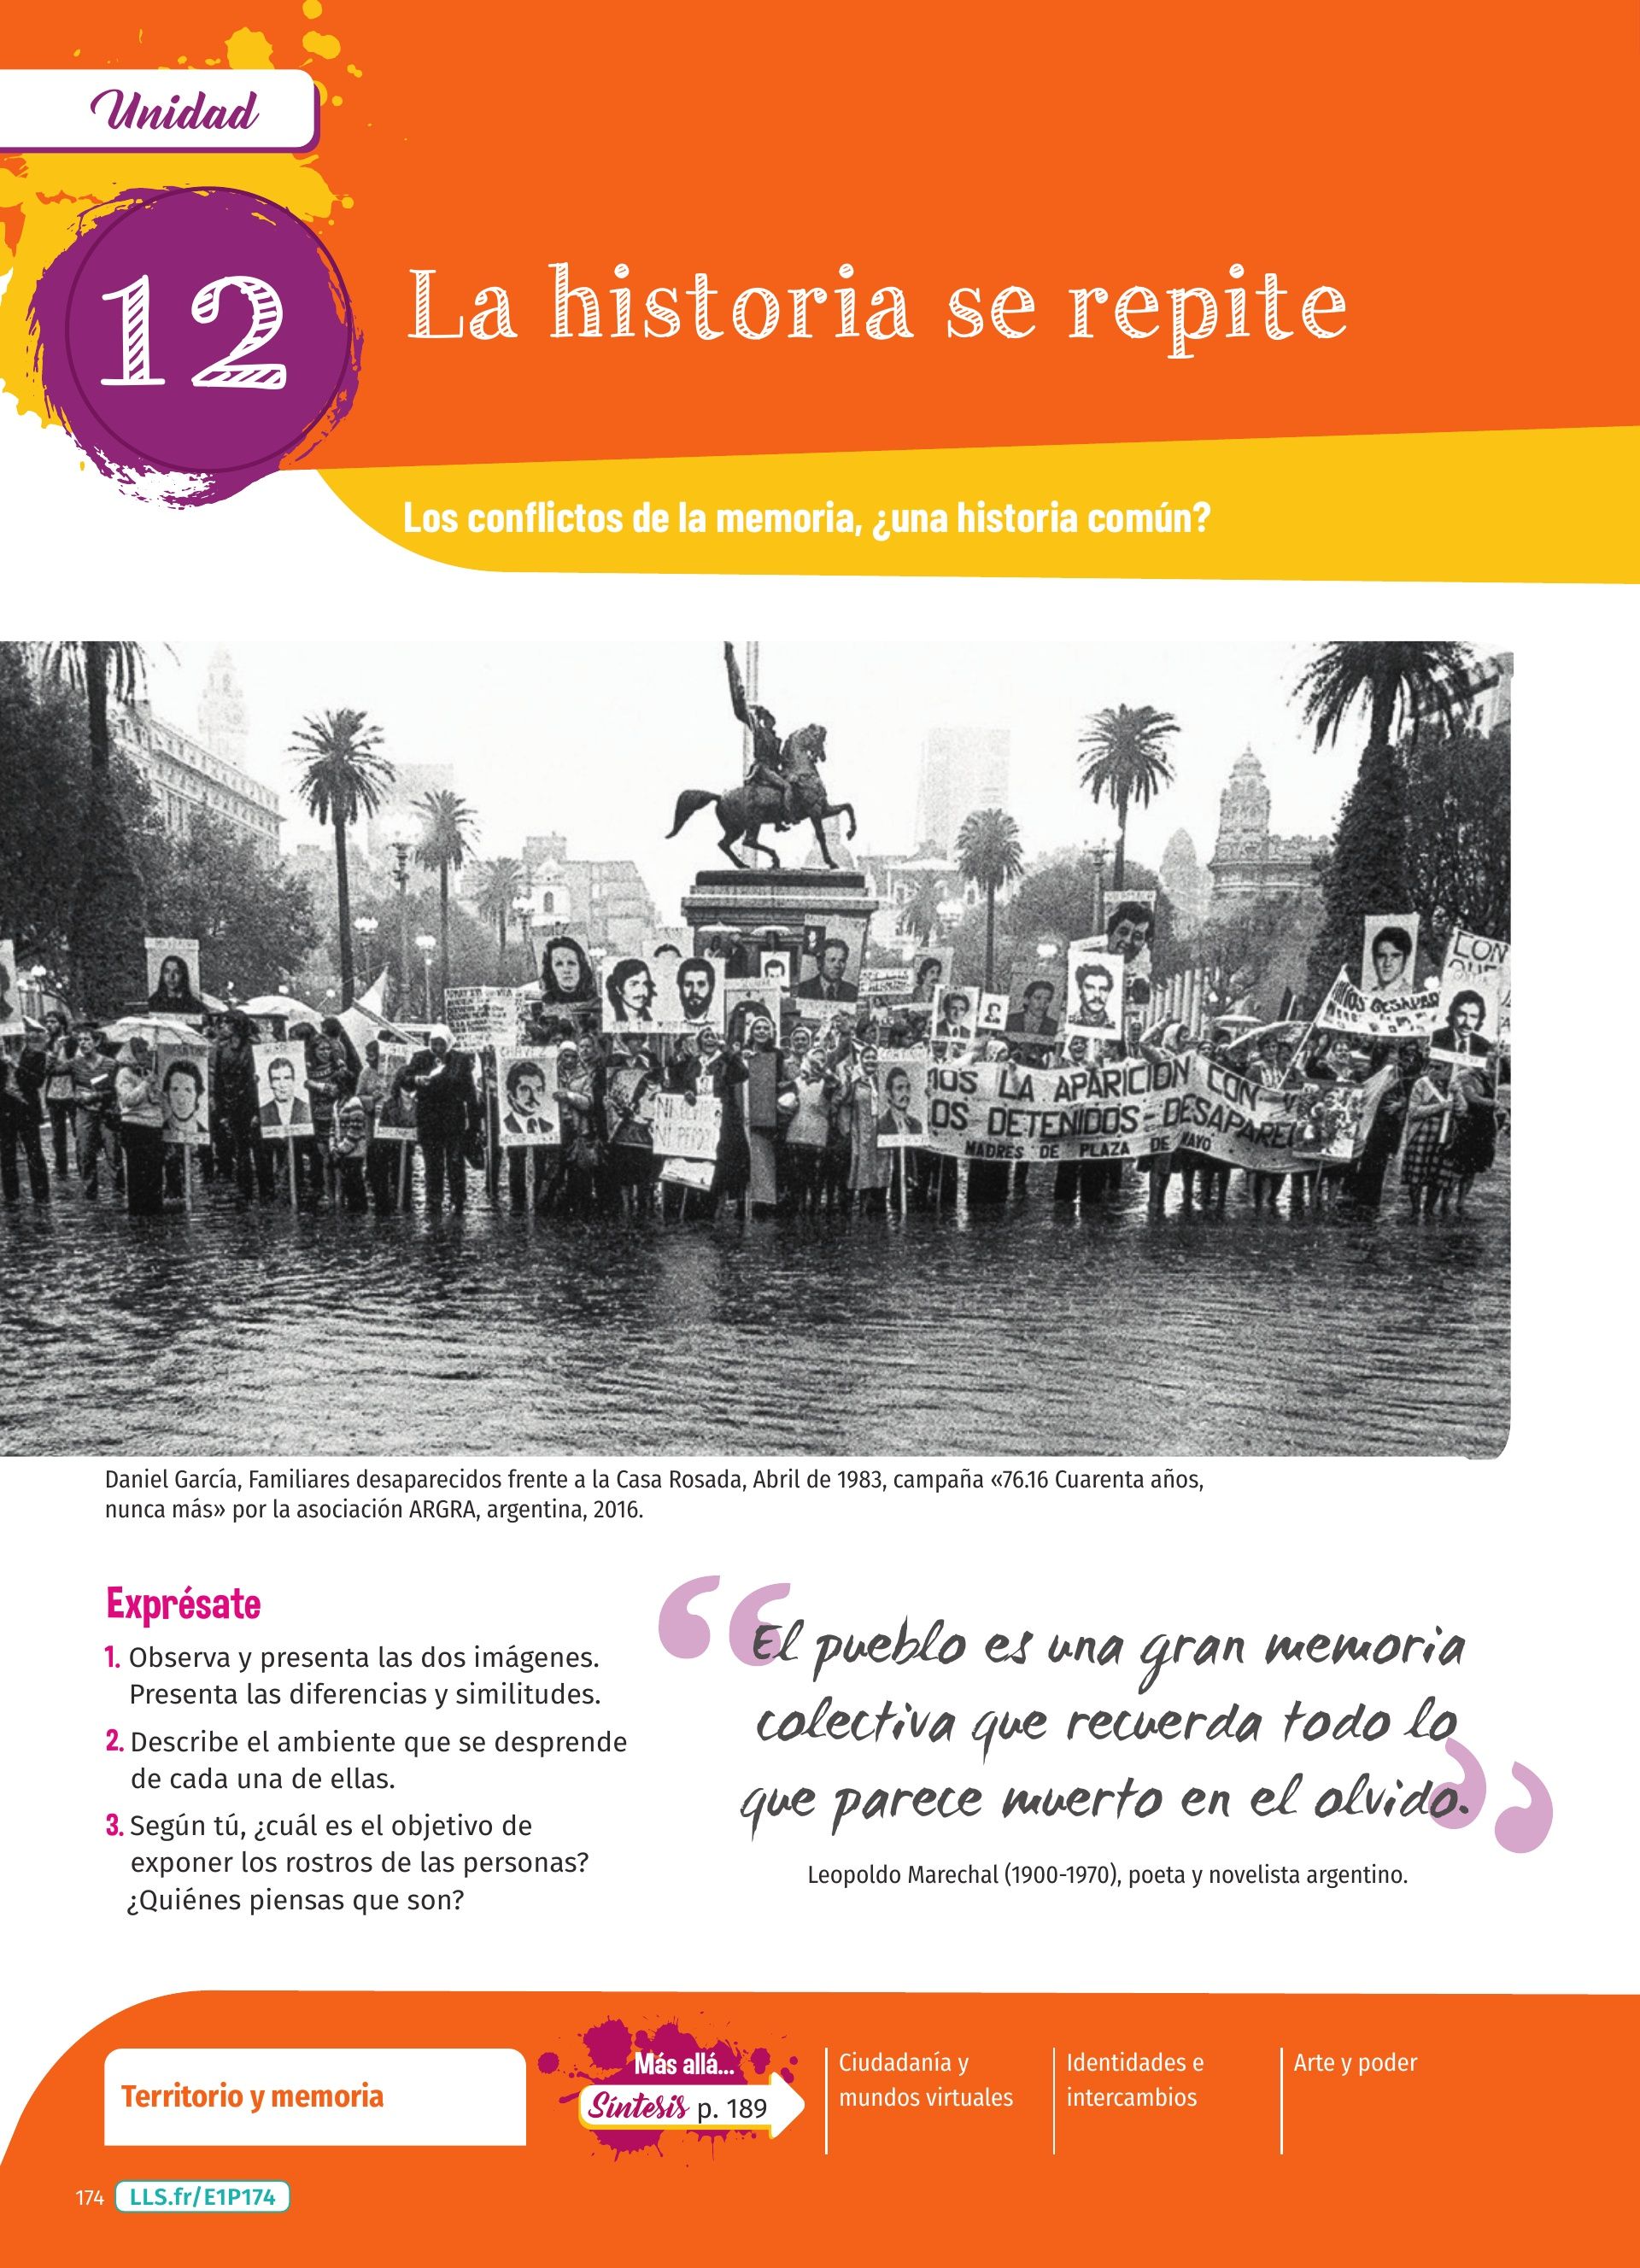 Unidad
12
La historia se repite
Los conflictos de la memoria, ¿una historia común?
LA APARICION CON
OS DETENIDOS-DESAPARE
MADRES DE PLAZA DE MAYO
Daniel García, Familiares desaparecidos frente a la Casa Rosada, Abril de 1983, campaña «76.16 Cuarenta años,
nunca más» por la asociación ARGRA, argentina, 2016.
Exprésate
1. Observa y presenta las dos imágenes.
Presenta las diferencias y similitudes.
2. Describe el ambiente que se desprende
de cada una de ellas.
3. Según tú, ¿cuál es el objetivo de
exponer los rostros de las personas?
¿Quiénes piensas que son?
“El pueblo es una gran memoria
colectiva que recuerda todo lo
que parece muerto en el olvido.”
Leopoldo Marechal (1900-1970), poeta y novelista argentino.
Territorio y memoria
Más allá...
Síntesis p. 189
Ciudadanía y
mundos virtuales
Identidades e
intercambios
Arte y poder
174 LLS.fr/E1P174